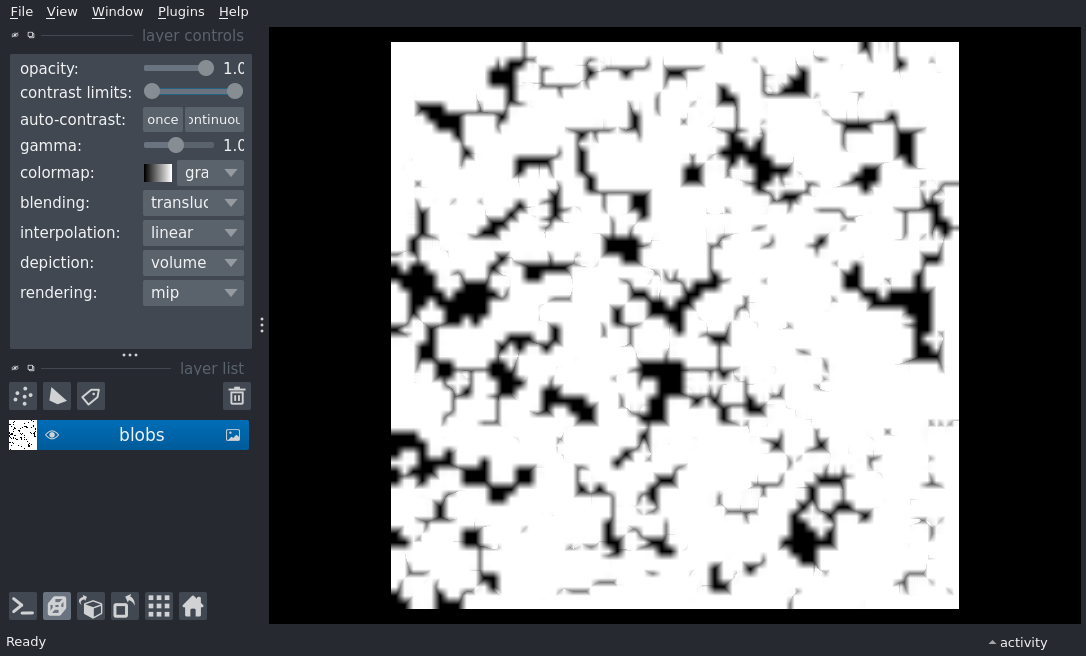 File View Window Plugins Help
layer controls
opacity: 1.0
contrast limits:
auto-contrast: once ontinuou
gamma: 1.0
colormap: gra
blending: transluc
interpolation: linear
depiction: volume
rendering: mip
layer list
blobs
Ready
activity